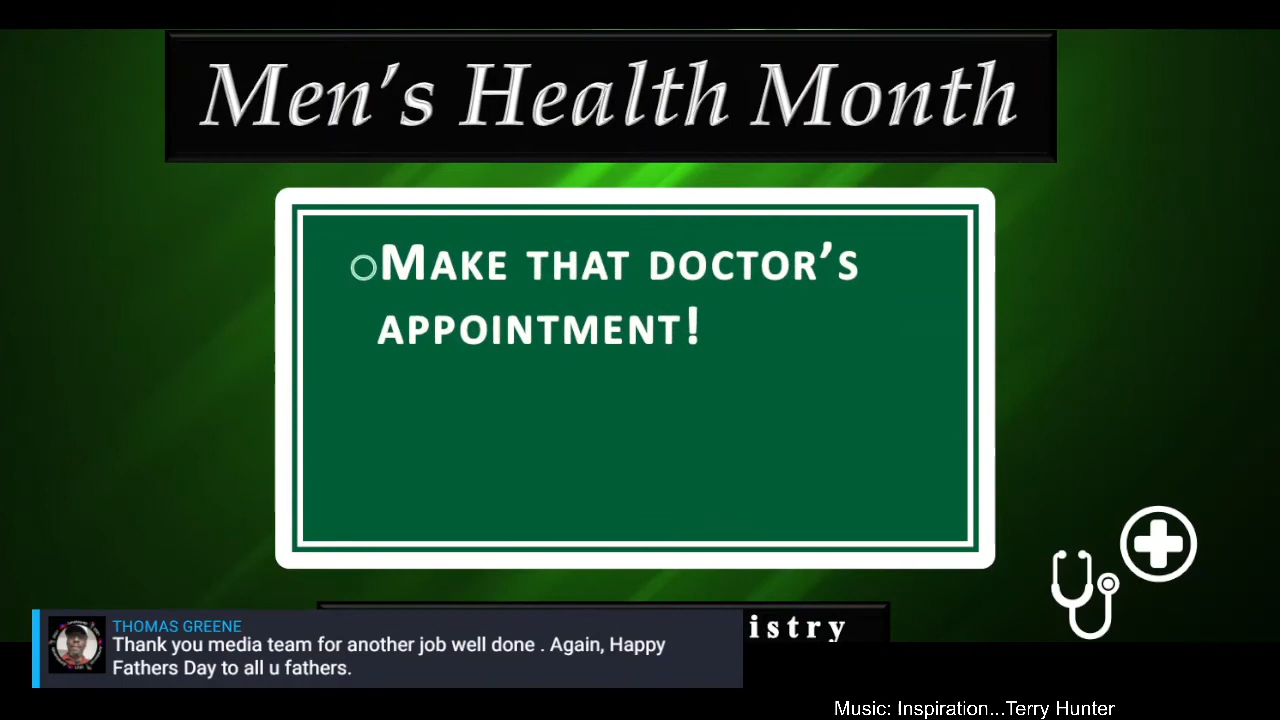 Men's Health Month
○Make that doctor's
appointment!
istry
THOMAS GREENE
Thank you media team for another job well done . Again, Happy
Fathers Day to all u fathers.
Music: Inspiration...Terry Hunter